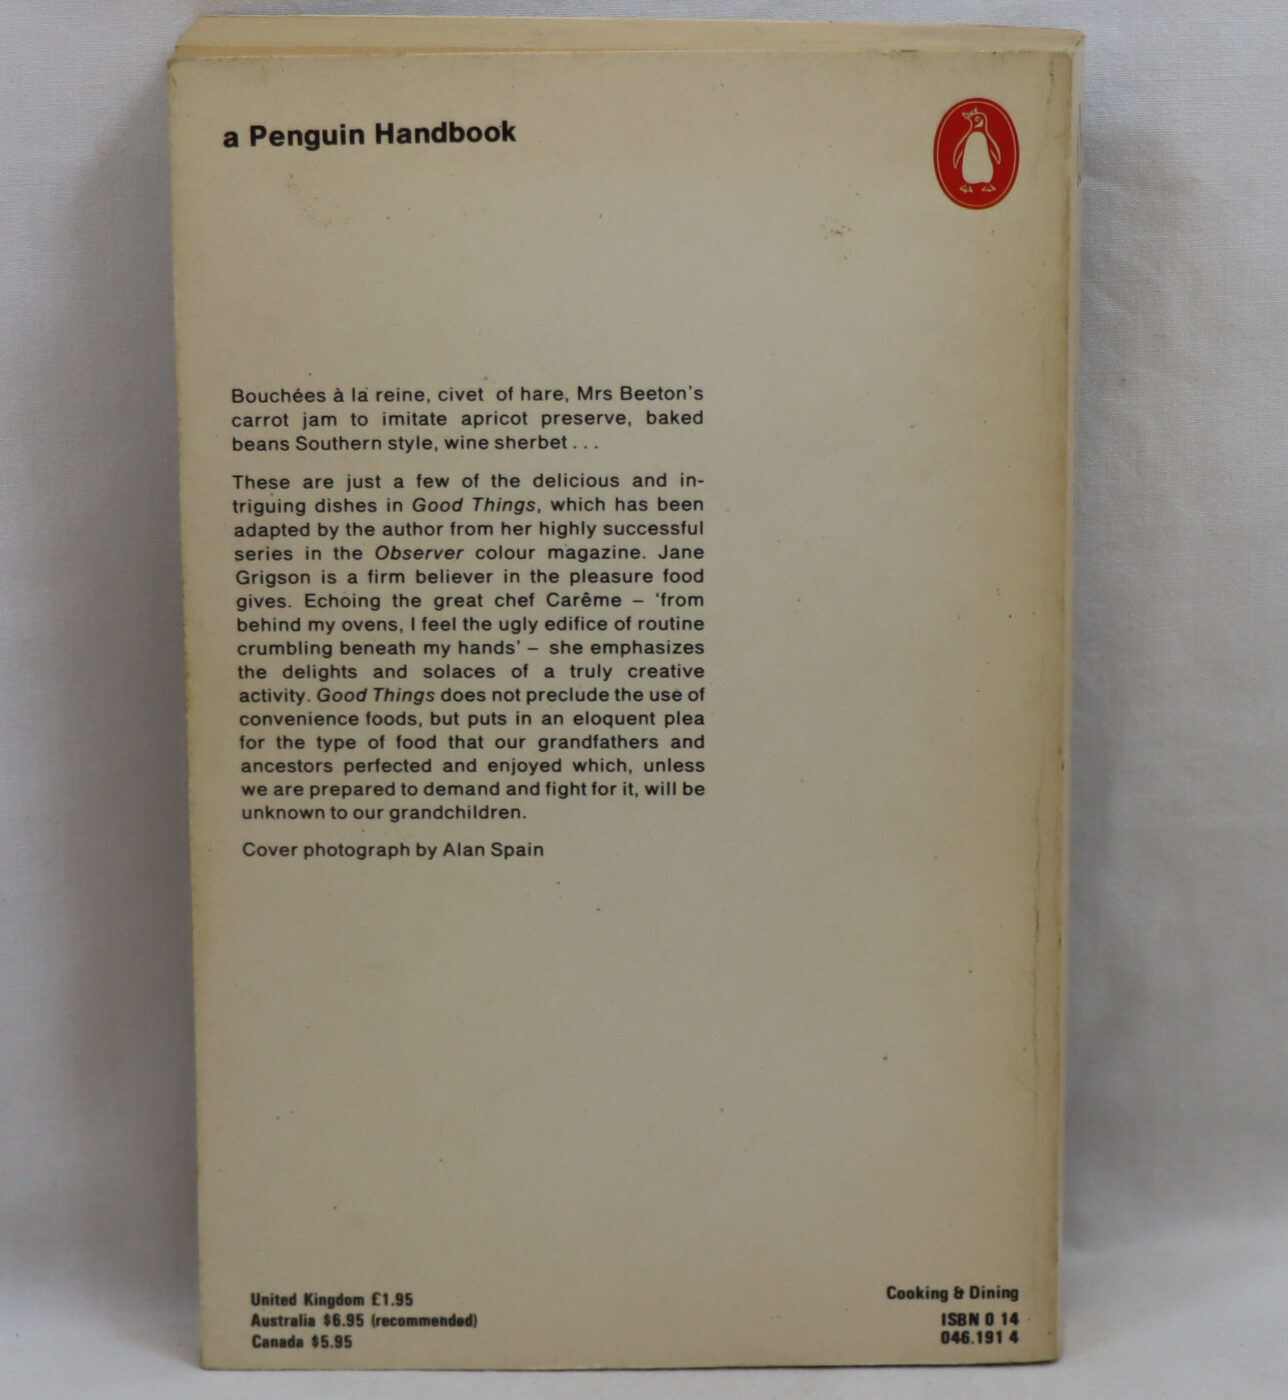 a Penguin Handbook
Bouchées à la reine, civet of hare, Mrs Beeton's
carrot jam to imitate apricot preserve, baked
beans Southern style, wine sherbet . . .
These are just a few of the delicious and in-
triguing dishes in Good Things, which has been
adapted by the author from her highly successful
series in the Observer colour magazine. Jane
Grigson is a firm believer in the pleasure food
gives. Echoing the great chef Carême – 'from
behind my ovens, I feel the ugly edifice of routine
crumbling beneath my hands' – she emphasizes
the delights and solaces of a truly creative
activity. Good Things does not preclude the use of
convenience foods, but puts in an eloquent plea
for the type of food that our grandfathers and
ancestors perfected and enjoyed which, unless
we are prepared to demand and fight for it, will be
unknown to our grandchildren.
Cover photograph by Alan Spain
United Kingdom £1.95
Australia $6.95 (recommended)
Canada $5.95
Cooking & Dining
ISBN 0 14
046.191 4